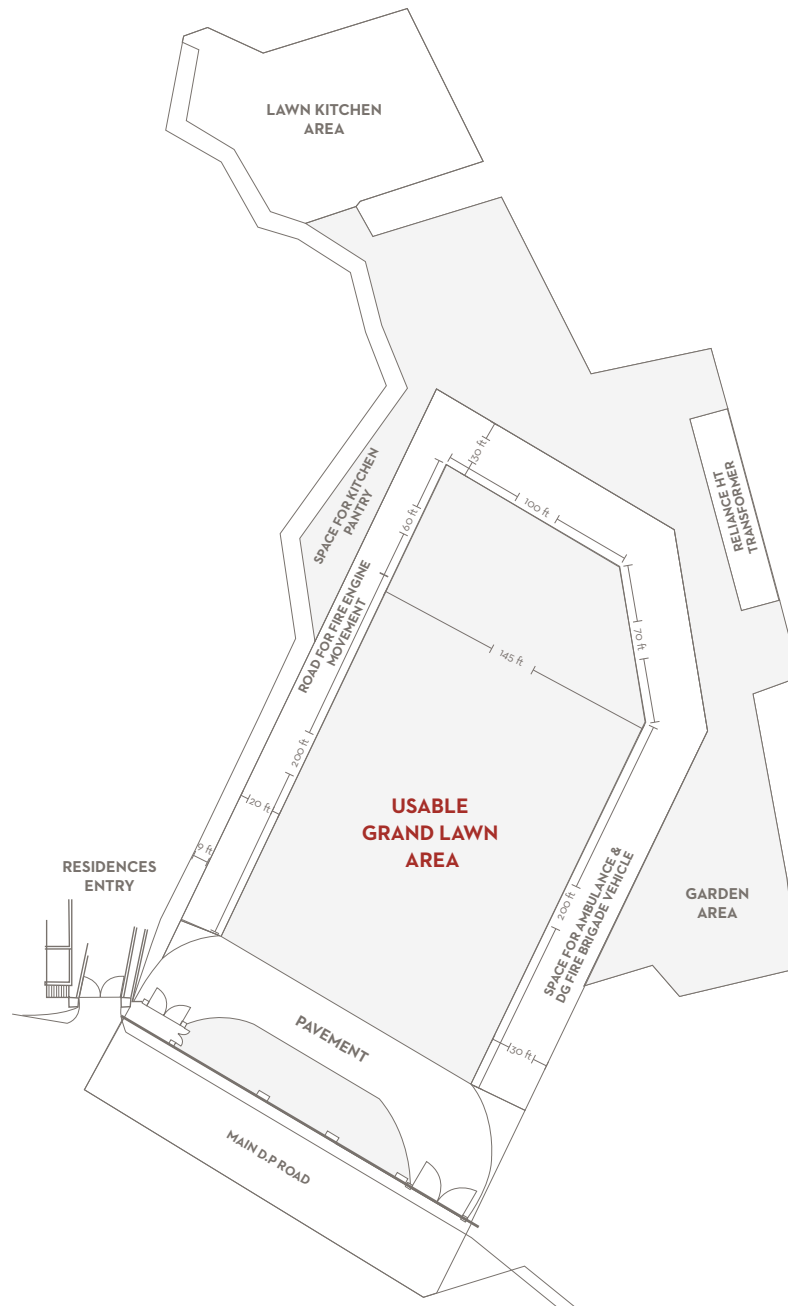 LAWN KITCHEN
AREA
30 ft
100 ft
60 ft
SPACE FOR KITCHEN
PANTRY
RELIANCE HT
TRANSFORMER
ROAD FOR FIRE ENGINE
MOVEMENT
70 ft
145 ft
200 ft
20 ft
USABLE
GRAND LAWN
AREA
9 ft
RESIDENCES
ENTRY
SPACE FOR AMBULANCE &
DG FIRE BRIGADE VEHICLE
200 ft
GARDEN
AREA
PAVEMENT
30 ft
MAIN D.P ROAD